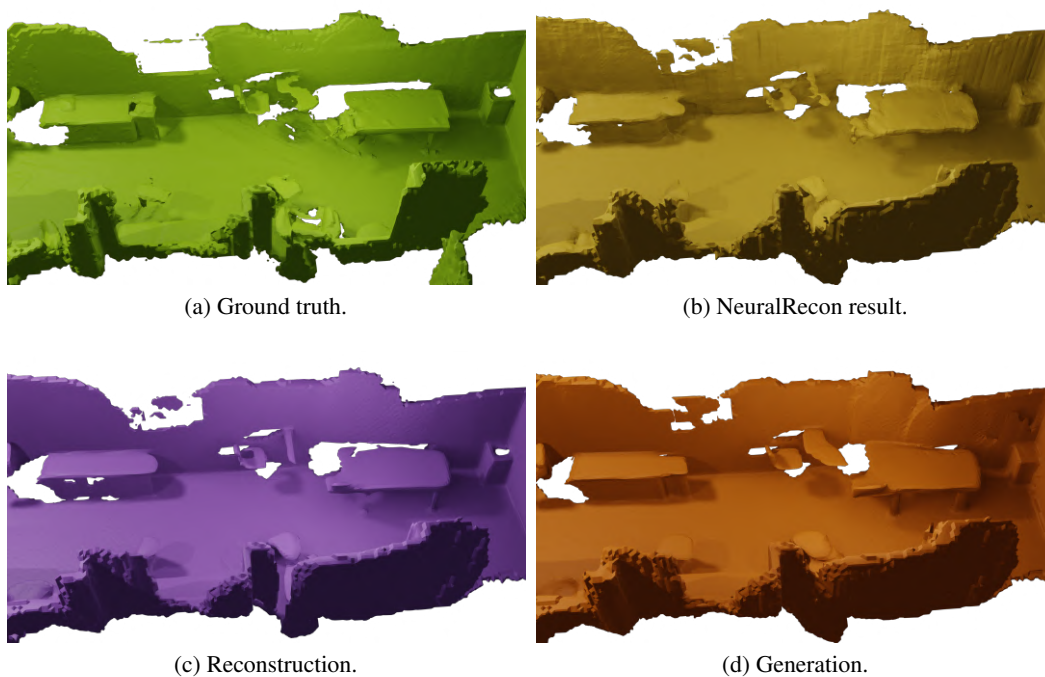 (a) Ground truth.
(b) NeuralRecon result.
(c) Reconstruction.
(d) Generation.